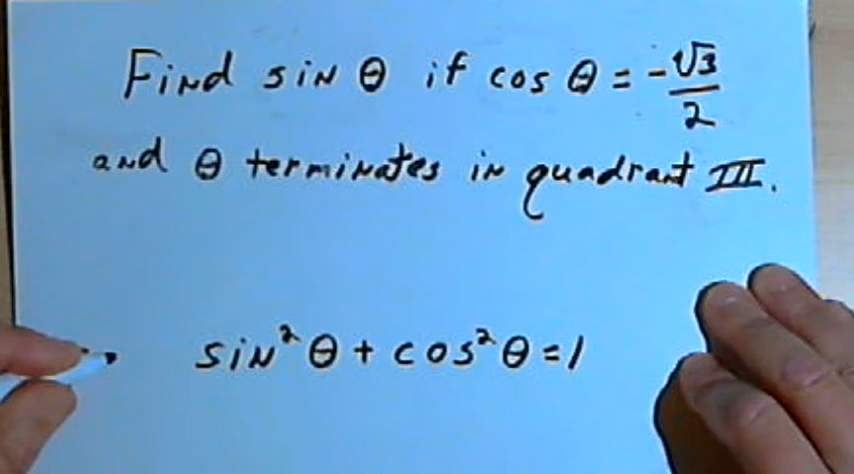 Find sin θ if cos θ = -√3/2
and θ terminates in quadrant III.
sin²θ + cos²θ = 1